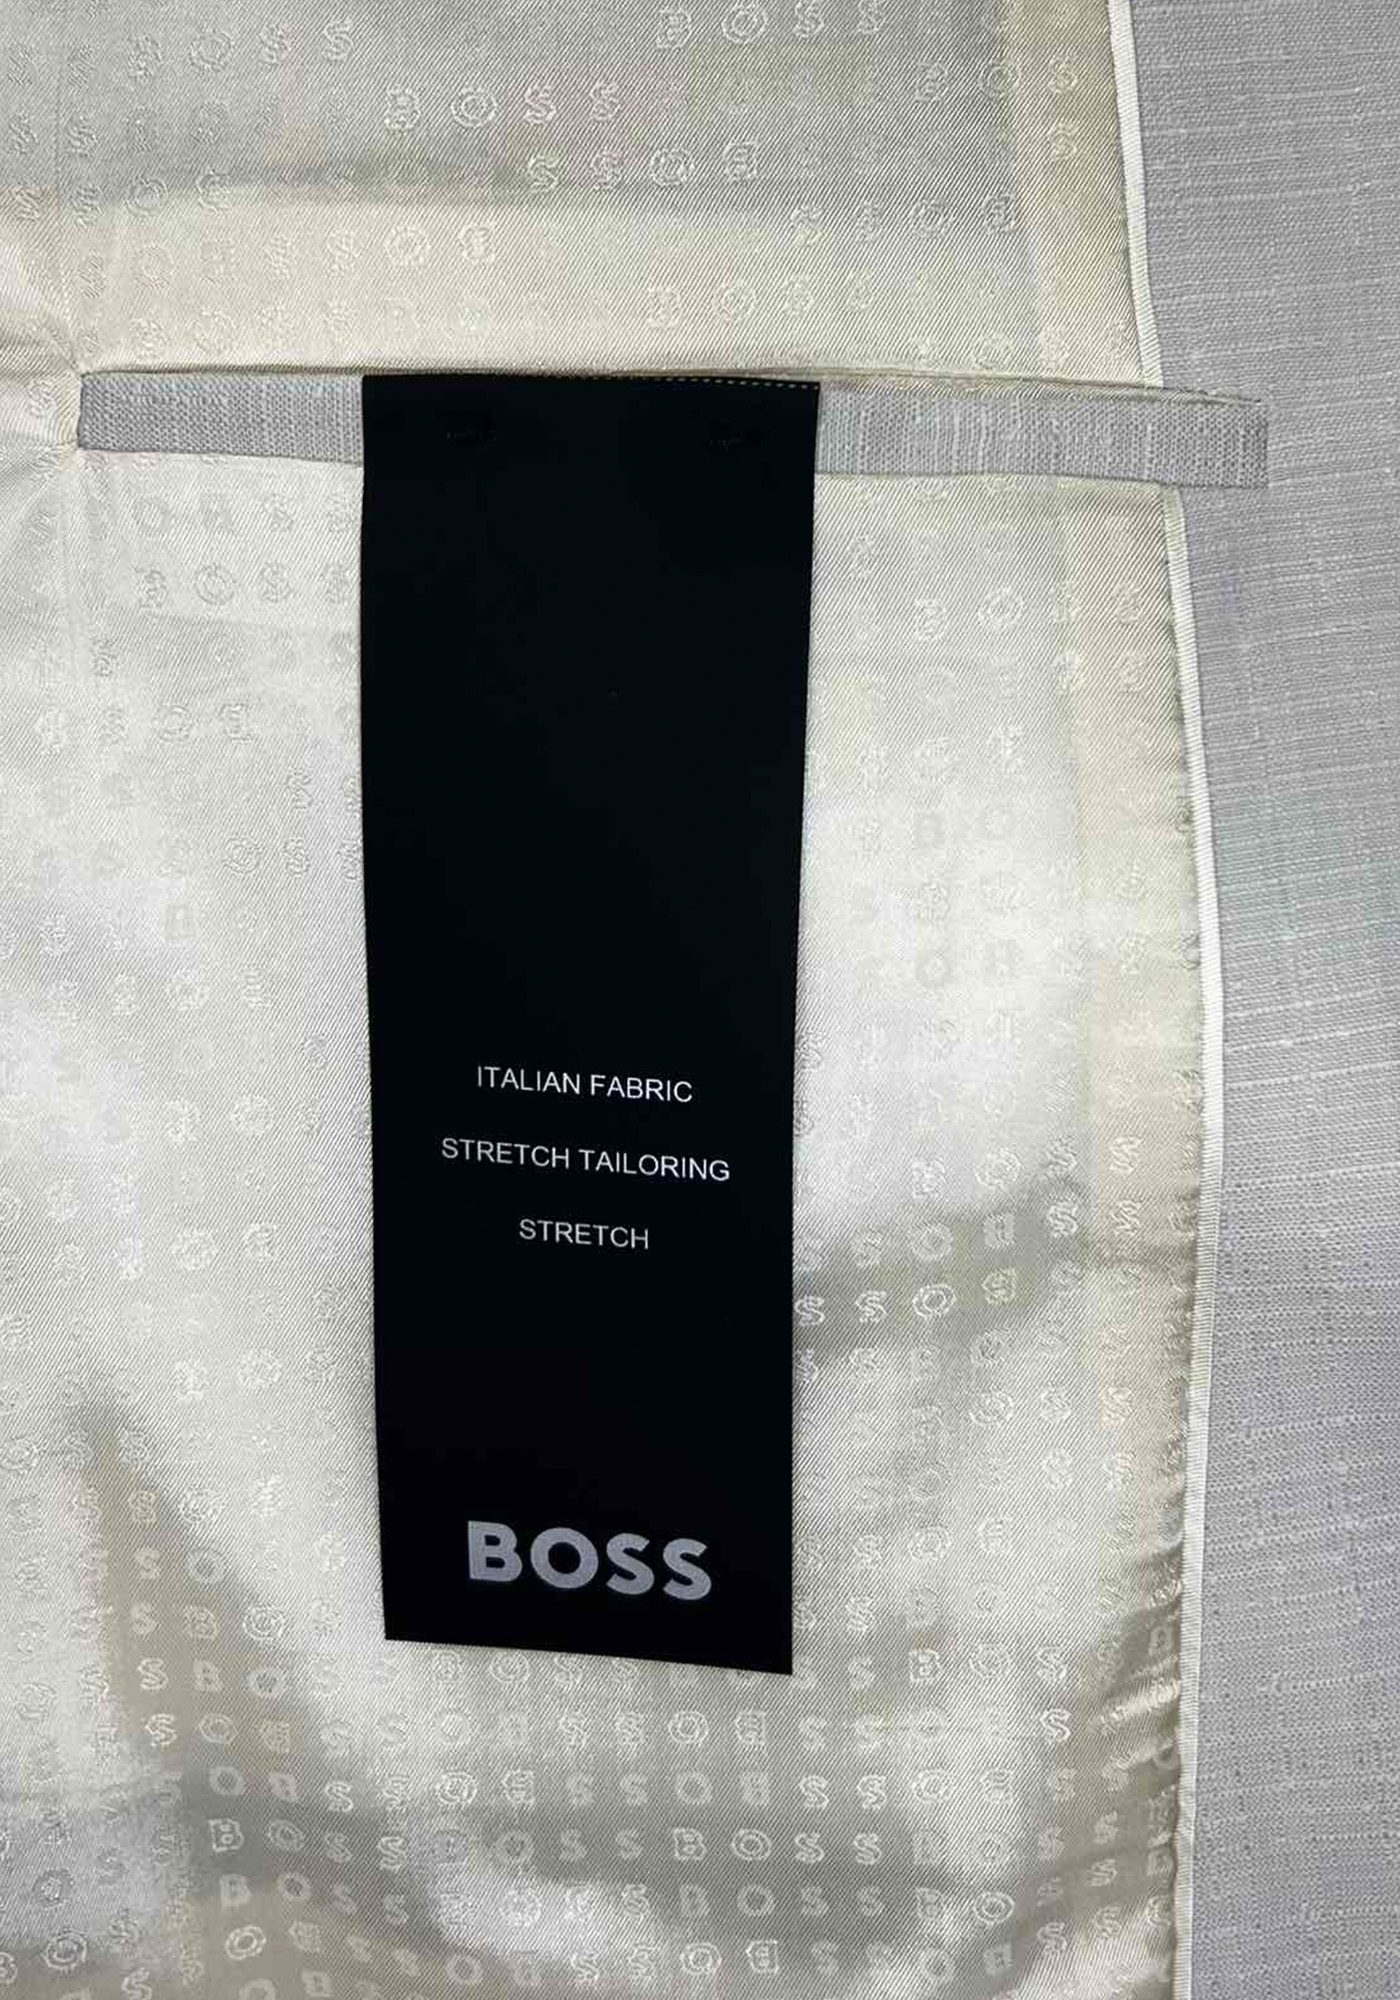 ITALIAN FABRIC
STRETCH TAILORING
STRETCH
BOSS